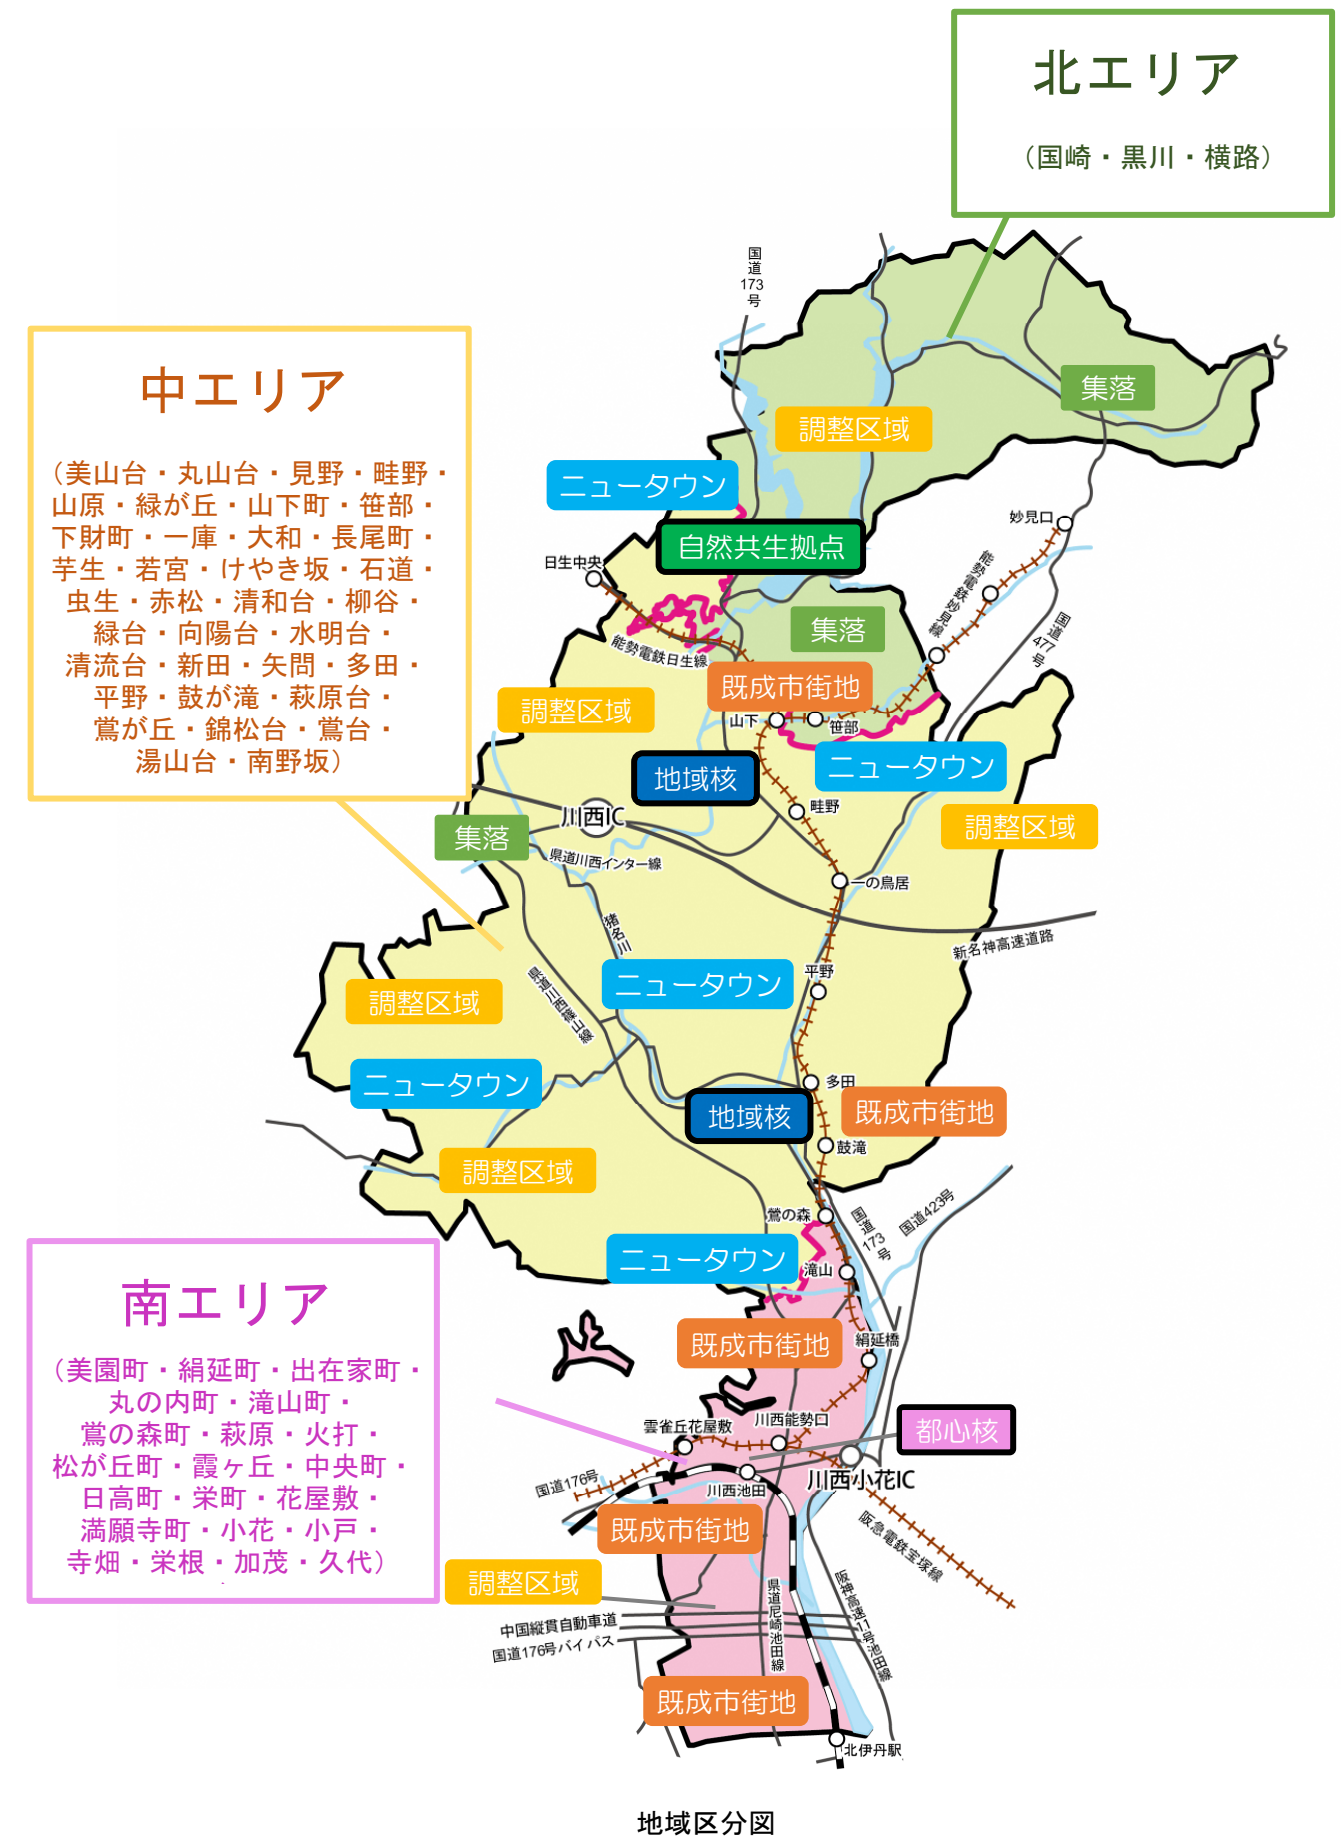 北エリア
（国崎・黒川・横路）
国道173号
中エリア
（美山台・丸山台・見野・畦野・
山原・緑が丘・山下町・笹部・
下財町・一庫・大和・長尾町・
芋生・若宮・けやき坂・石道・
虫生・赤松・清和台・柳谷・
緑台・向陽台・水明台・
清流台・新田・矢問・多田・
平野・鼓が滝・萩原台・
鶯が丘・錦松台・鶯台・
湯山台・南野坂）
集落
調整区域
ニュータウン
自然共生拠点
妙見口
日生中央
能勢電鉄妙見線
集落
国道477号
能勢電鉄日生線
既成市街地
調整区域
山下
笹部
ニュータウン
地域核
畦野
川西IC
調整区域
集落
県道川西インター線
一の鳥居
猪名川
新名神高速道路
県道川西篠山線
平野
ニュータウン
調整区域
ニュータウン
多田
地域核
既成市街地
鼓滝
調整区域
鶯の森
国道173号
国道423号
ニュータウン
滝山
南エリア
（美園町・絹延町・出在家町・
丸の内町・滝山町・
鶯の森町・萩原・火打・
松が丘町・霞ヶ丘・中央町・
日高町・栄町・花屋敷・
満願寺町・小花・小戸・
寺畑・栄根・加茂・久代）
既成市街地
絹延橋
雲雀丘花屋敷
川西能勢口
都心核
国道176号
川西池田
川西小花IC
既成市街地
阪急電鉄宝塚線
調整区域
県道尼崎池田線
阪神高速11号池田線
中国縦貫自動車道
国道176号バイパス
既成市街地
北伊丹駅
地域区分図